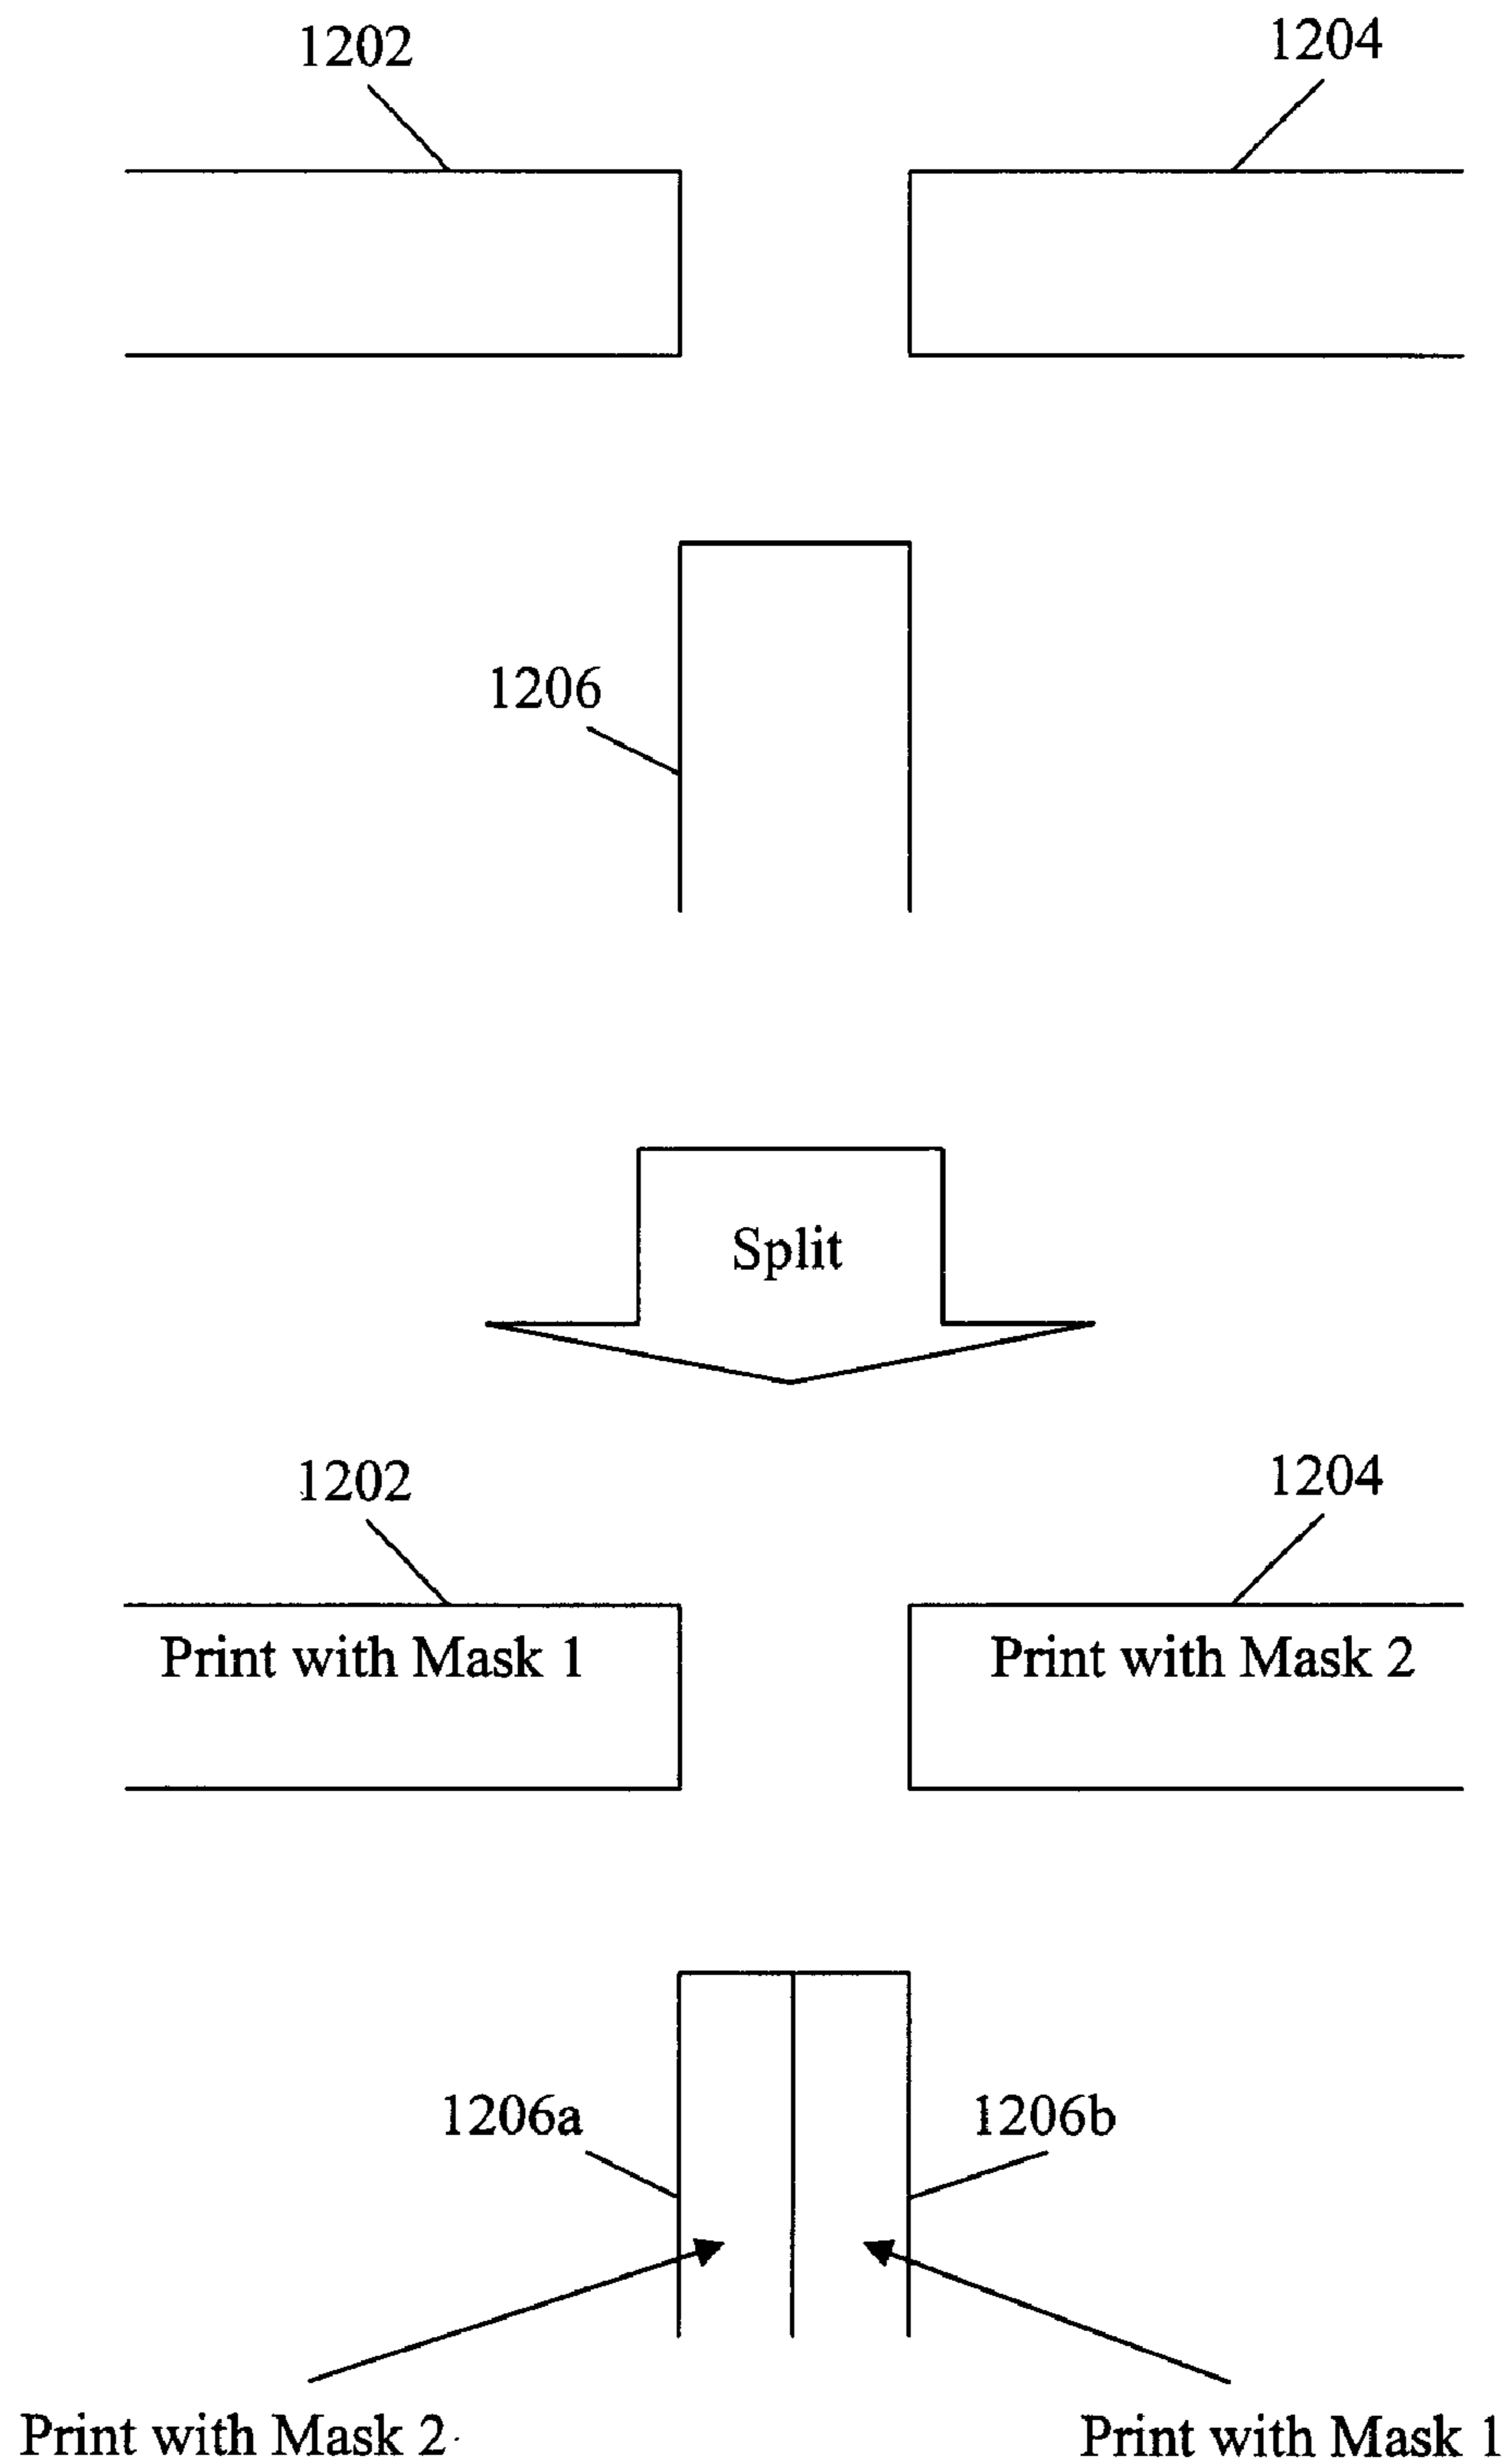 1202
1204
1206
Split
1202
1204
Print with Mask 1
Print with Mask 2
1206a
1206b
Print with Mask 2
Print with Mask 1